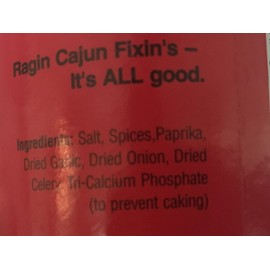 Ragin Cajun Fixin's –
It's ALL good.
Ingredients: Salt, Spices,Paprika,
Dried Garlic, Dried Onion, Dried
Celery, Tri-Calcium Phosphate
(to prevent caking)